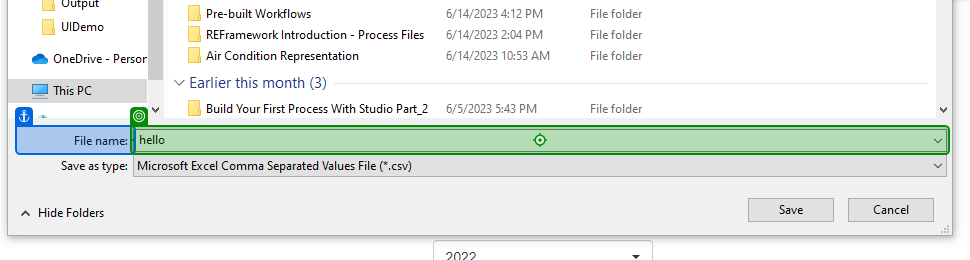 Output
UIDemo
OneDrive - Person
This PC
Pre-built Workflows 6/14/2023 4:12 PM File folder
REFramework Introduction - Process Files 6/14/2023 2:04 PM File folder
Air Condition Representation 6/14/2023 10:53 AM File folder
Earlier this month (3)
Build Your First Process With Studio Part_2 6/5/2023 5:43 PM File folder
File name: hello
Save as type: Microsoft Excel Comma Separated Values File (*.csv)
Hide Folders Save Cancel
2022